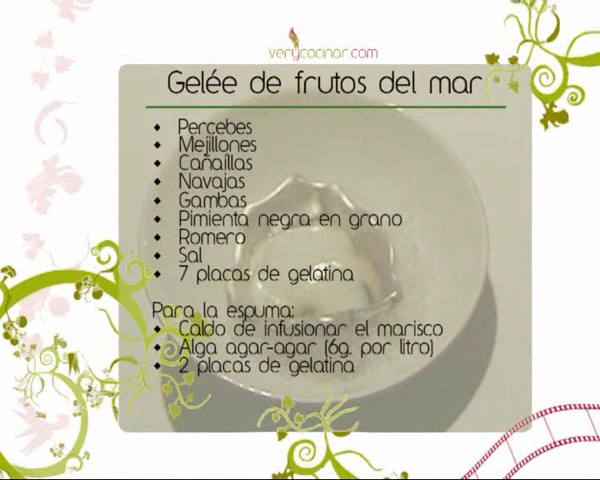 verycocinar.com
Gelée de frutos del mar
Percebes
Mejillones
Cañaíllas
Navajas
Gambas
Pimienta negra en grano
Romero
Sal
7 placas de gelatina
Para la espuma:
Caldo de infusionar el marisco
Alga agar-agar (6g. por litro)
2 placas de gelatina